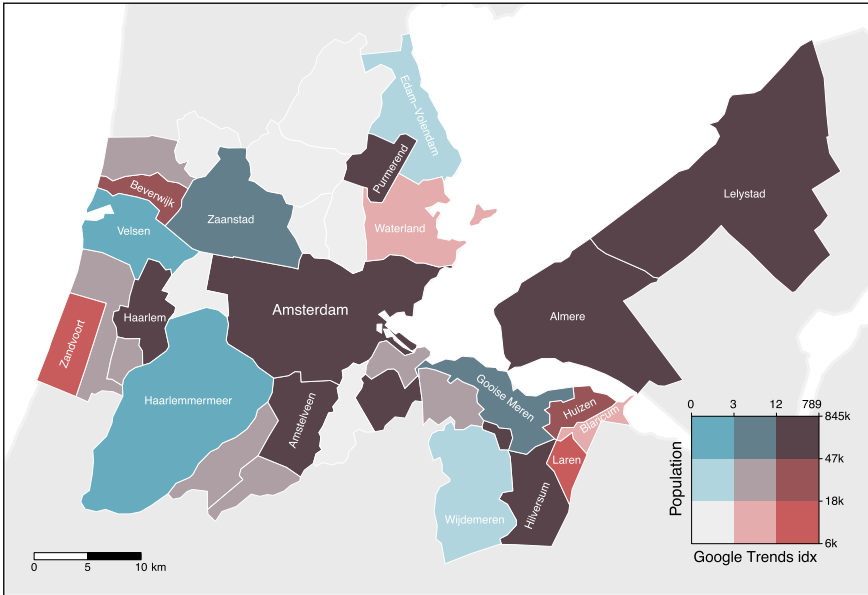 Edam-Volendam
Purmerend
Beverwijk
Lelystad
Zaanstad
Waterland
Velsen
Amsterdam
Haarlem
Almere
Zandvoort
Gooise Meren
Haarlemmermeer
Huizen
Blaricum
Amstelveen
Laren
Hilversum
Wijdemeren
0 3 12 789
845k
47k
18k
6k
Population
Google Trends idx
0 5 10 km